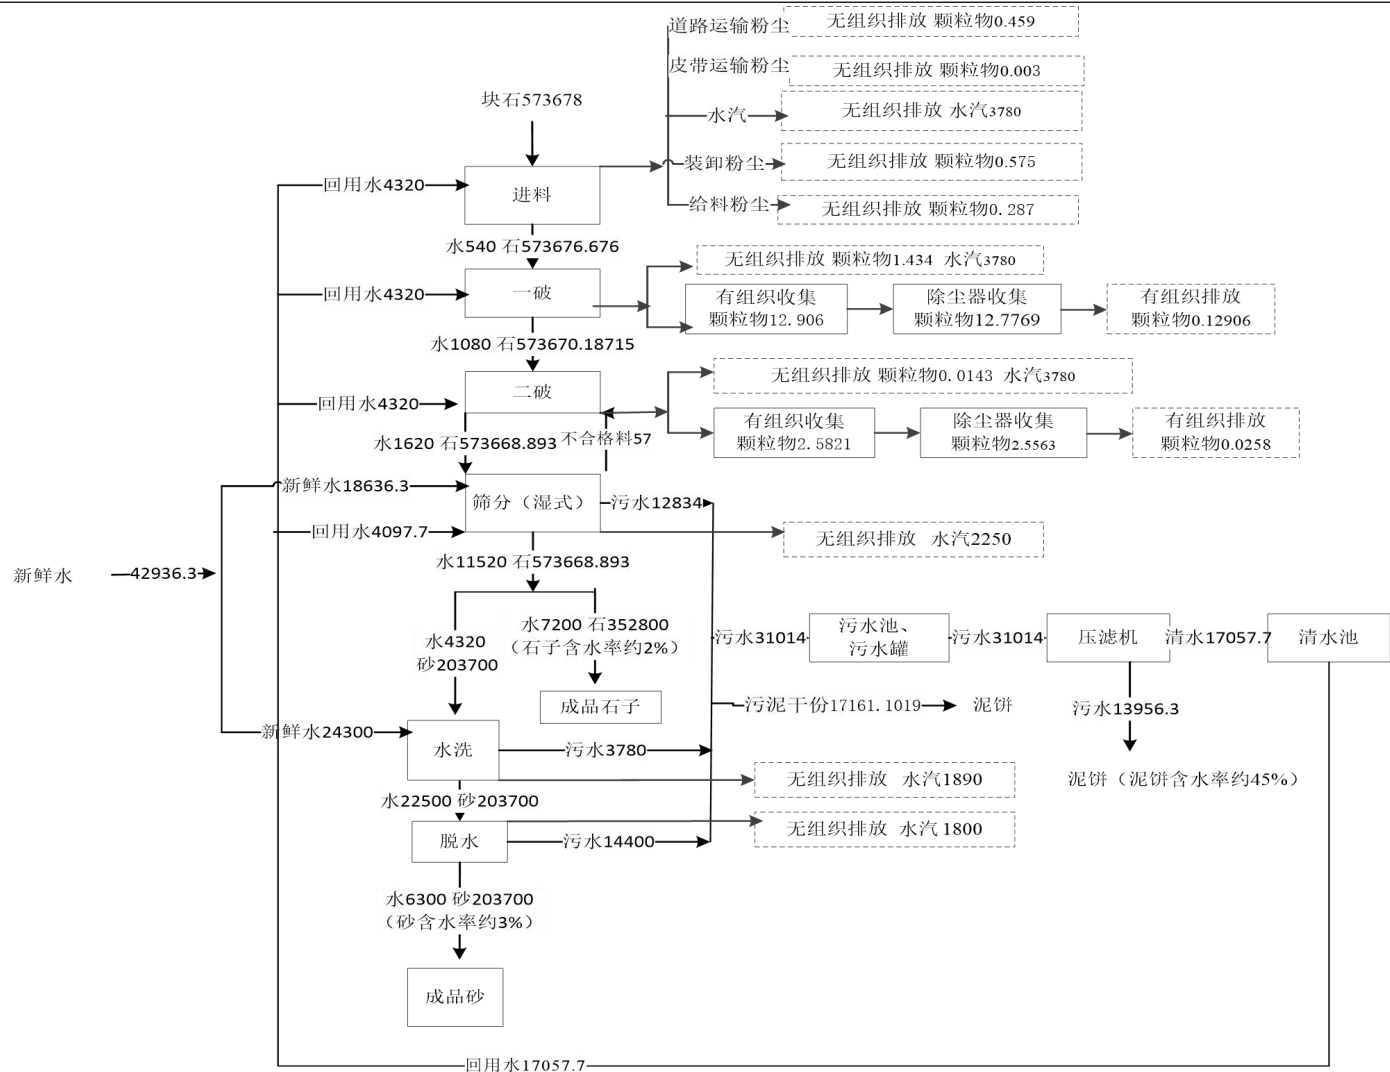 道路运输粉尘
无组织排放 颗粒物0.459
皮带运输粉尘
无组织排放 颗粒物0.003
块石573678
水汽
无组织排放 水汽3780
装卸粉尘
无组织排放 颗粒物0.575
回用水4320
进料
给料粉尘
无组织排放 颗粒物0.287
水540 石573676.676
无组织排放 颗粒物1.434 水汽3780
回用水4320
一破
有组织收集
颗粒物12.906
除尘器收集
颗粒物12.7769
有组织排放
颗粒物0.12906
水1080 石573670.18715
无组织排放 颗粒物0.0143 水汽3780
二破
回用水4320
有组织收集
颗粒物2.5821
除尘器收集
颗粒物2.5563
有组织排放
颗粒物0.0258
水1620 石573668.893
不合格料57
新鲜水18636.3
筛分（湿式）
污水12834
回用水4097.7
无组织排放 水汽2250
水11520 石573668.893
新鲜水
42936.3
水7200 石352800
（石子含水率约2%）
水4320
砂203700
污水31014
污水池、
污水罐
污水31014
压滤机
清水17057.7
清水池
成品石子
污泥干份17161.1019
泥饼
污水13956.3
新鲜水24300
水洗
污水3780
无组织排放 水汽1890
泥饼（泥饼含水率约45%）
水22500 砂203700
无组织排放 水汽1800
脱水
污水14400
水6300 砂203700
（砂含水率约3%）
成品砂
回用水17057.7